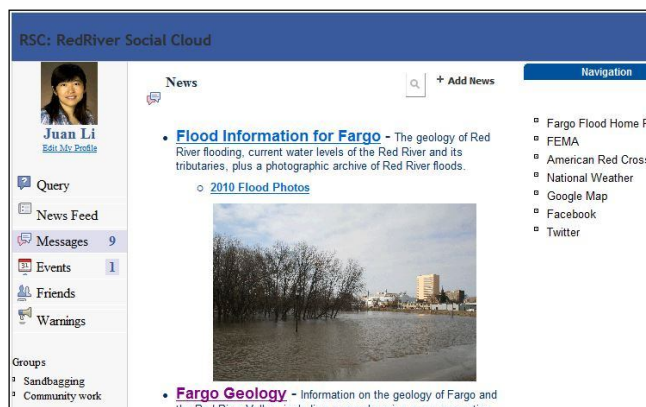 RSC: RedRiver Social Cloud
Juan Li
Edit My Profile
Query
News Feed
Messages 9
Events 1
Friends
Warnings
Groups
Sandbagging
Community work
News
+ Add News
Flood Information for Fargo - The geology of Red
River flooding, current water levels of the Red River and its
tributaries, plus a photographic archive of Red River floods.
2010 Flood Photos
Fargo Geology - Information on the geology of Fargo and
Navigation
Fargo Flood Home
FEMA
American Red Cross
National Weather
Google Map
Facebook
Twitter